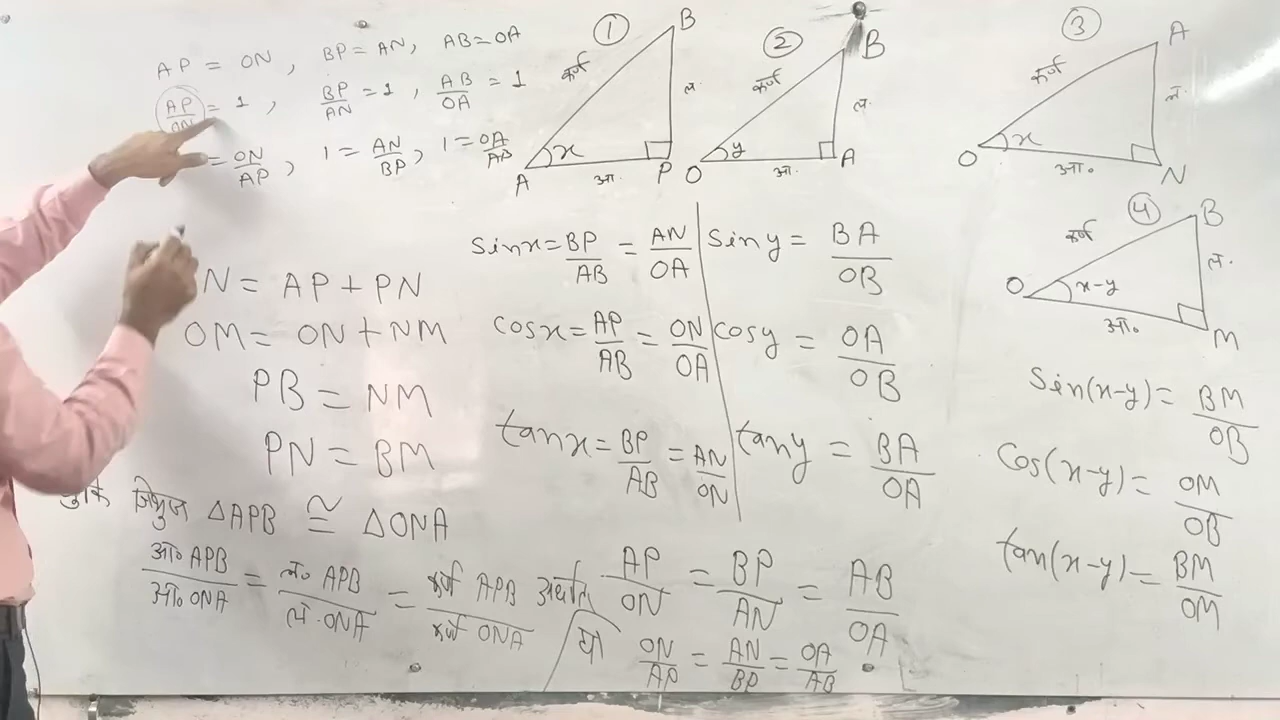 AP = ON, BP = AN, AB = OA
AP/ON = 1, BP/AN = 1, AB/OA = 1
= ON/AP, 1 = AN/BP, 1 = OA/AB
N = AP + PN
OM = ON + NM
PB = NM
PN = BM
त्रिभुज △APB ≅ △ONA
आ० APB/आ० ONA = ल० APB/ल. ONA = कर्ण APB/कर्ण ONA अर्थात AP/ON = BP/AN = AB/OA
या ON/AP = AN/BP = OA/AB
① B
कर्ण ल.
x
A आ. P
② B
कर्ण ल.
y
O आ. A
③ A
कर्ण ल.
x
O आ० N
④ B
कर्ण ल.
O x-y
आ० M
Sinx = BP/AB = AN/OA
Cosx = AP/AB = ON/OA
tanx = BP/AB = AN/ON
Siny = BA/OB
Cosy = OA/OB
tany = BA/OA
Sin(x-y) = BM/OB
Cos(x-y) = OM/OB
tan(x-y) = BM/OM